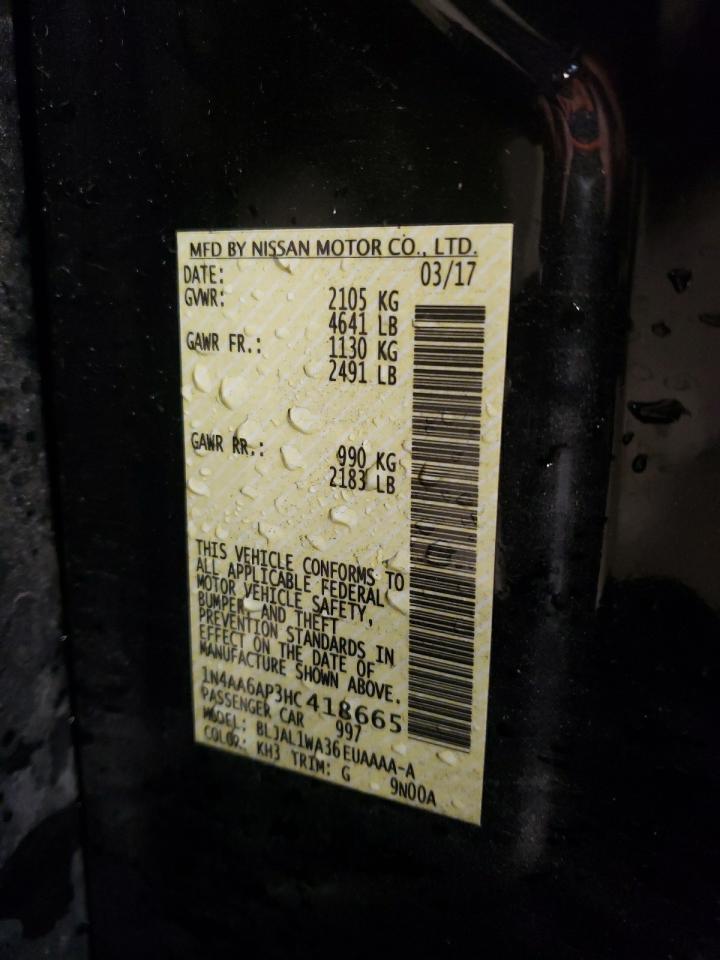 MFD BY NISSAN MOTOR CO., LTD.
DATE: 03/17
GVWR: 2105 KG
4641 LB
GAWR FR.: 1130 KG
2491 LB
GAWR RR.: 990 KG
2183 LB
THIS VEHICLE CONFORMS TO
ALL APPLICABLE FEDERAL
MOTOR VEHICLE SAFETY,
BUMPER AND THEFT
PREVENTION STANDARDS IN
EFFECT ON THE DATE OF
MANUFACTURE SHOWN ABOVE.
1N4AA6AP3HC418665
PASSENGER CAR 997
MODEL: BLJAL1WA36EUAAAA-A
COLOR: KH3 TRIM: G 9N00A